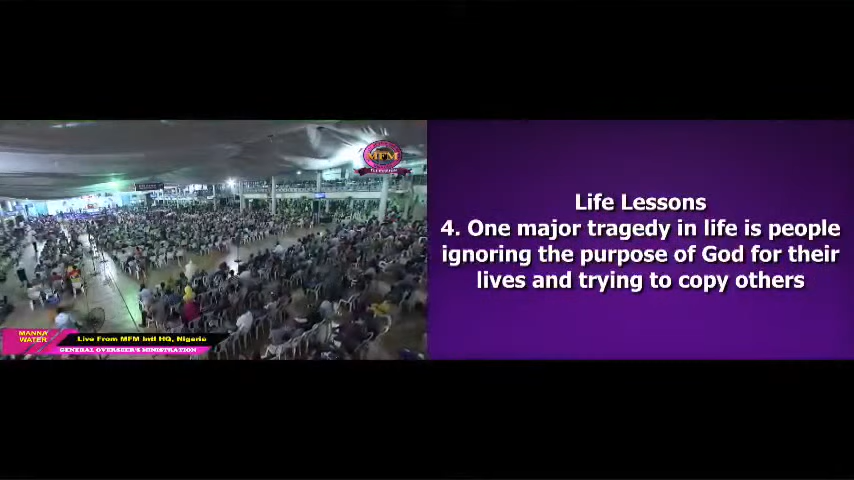 MFM
Television
MANNA
WATER
Live From MFM Intl HQ, Nigeria
GENERAL OVERSEER'S MINISTRATION
Life Lessons
4. One major tragedy in life is people
ignoring the purpose of God for their
lives and trying to copy others